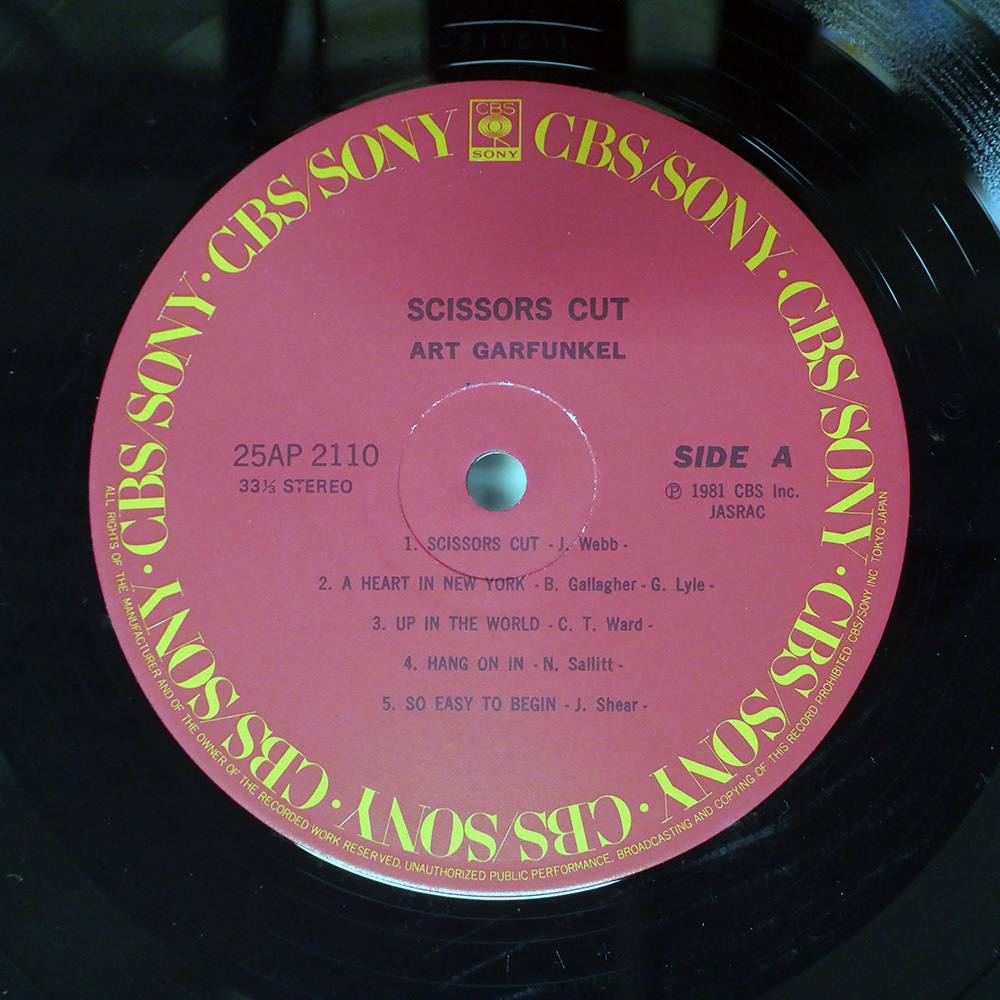 CBS
SONY
CBS/SONY · CBS/SONY · CBS/SONY · CBS/SONY · CBS/SONY · CBS/SONY · CBS/SONY · CBS/SONY
SCISSORS CUT
ART GARFUNKEL
25AP 2110
33⅓ STEREO
SIDE A
Ⓟ 1981 CBS Inc.
JASRAC
1. SCISSORS CUT - J. Webb -
2. A HEART IN NEW YORK - B. Gallagher - G. Lyle -
3. UP IN THE WORLD - C. T. Ward -
4. HANG ON IN - N. Sallitt -
5. SO EASY TO BEGIN - J. Shear -
ALL RIGHTS OF THE MANUFACTURER AND OF THE OWNER OF THE RECORDED WORK RESERVED. UNAUTHORIZED PUBLIC PERFORMANCE. BROADCASTING AND COPYING OF THIS RECORD PROHIBITED CBS/SONY INC TOKYO JAPAN